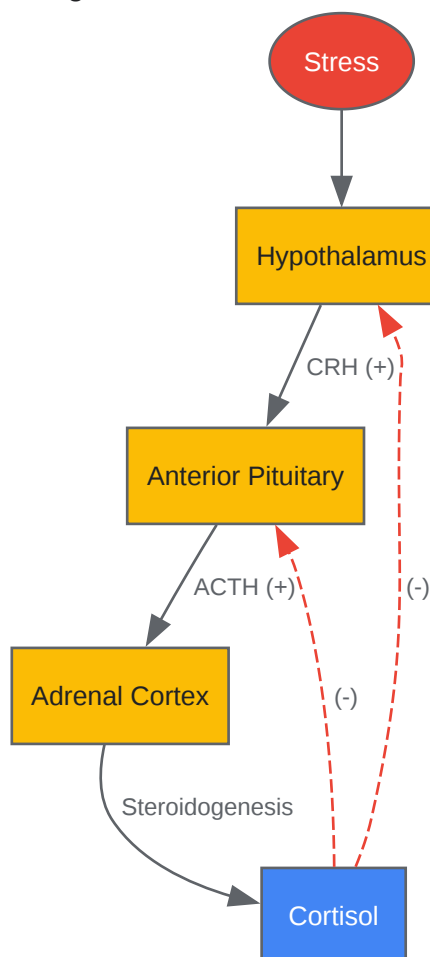 Stress
Hypothalamus
CRH (+)
Anterior Pituitary
ACTH (+)
(-)
Adrenal Cortex
(-)
Steroidogenesis
Cortisol